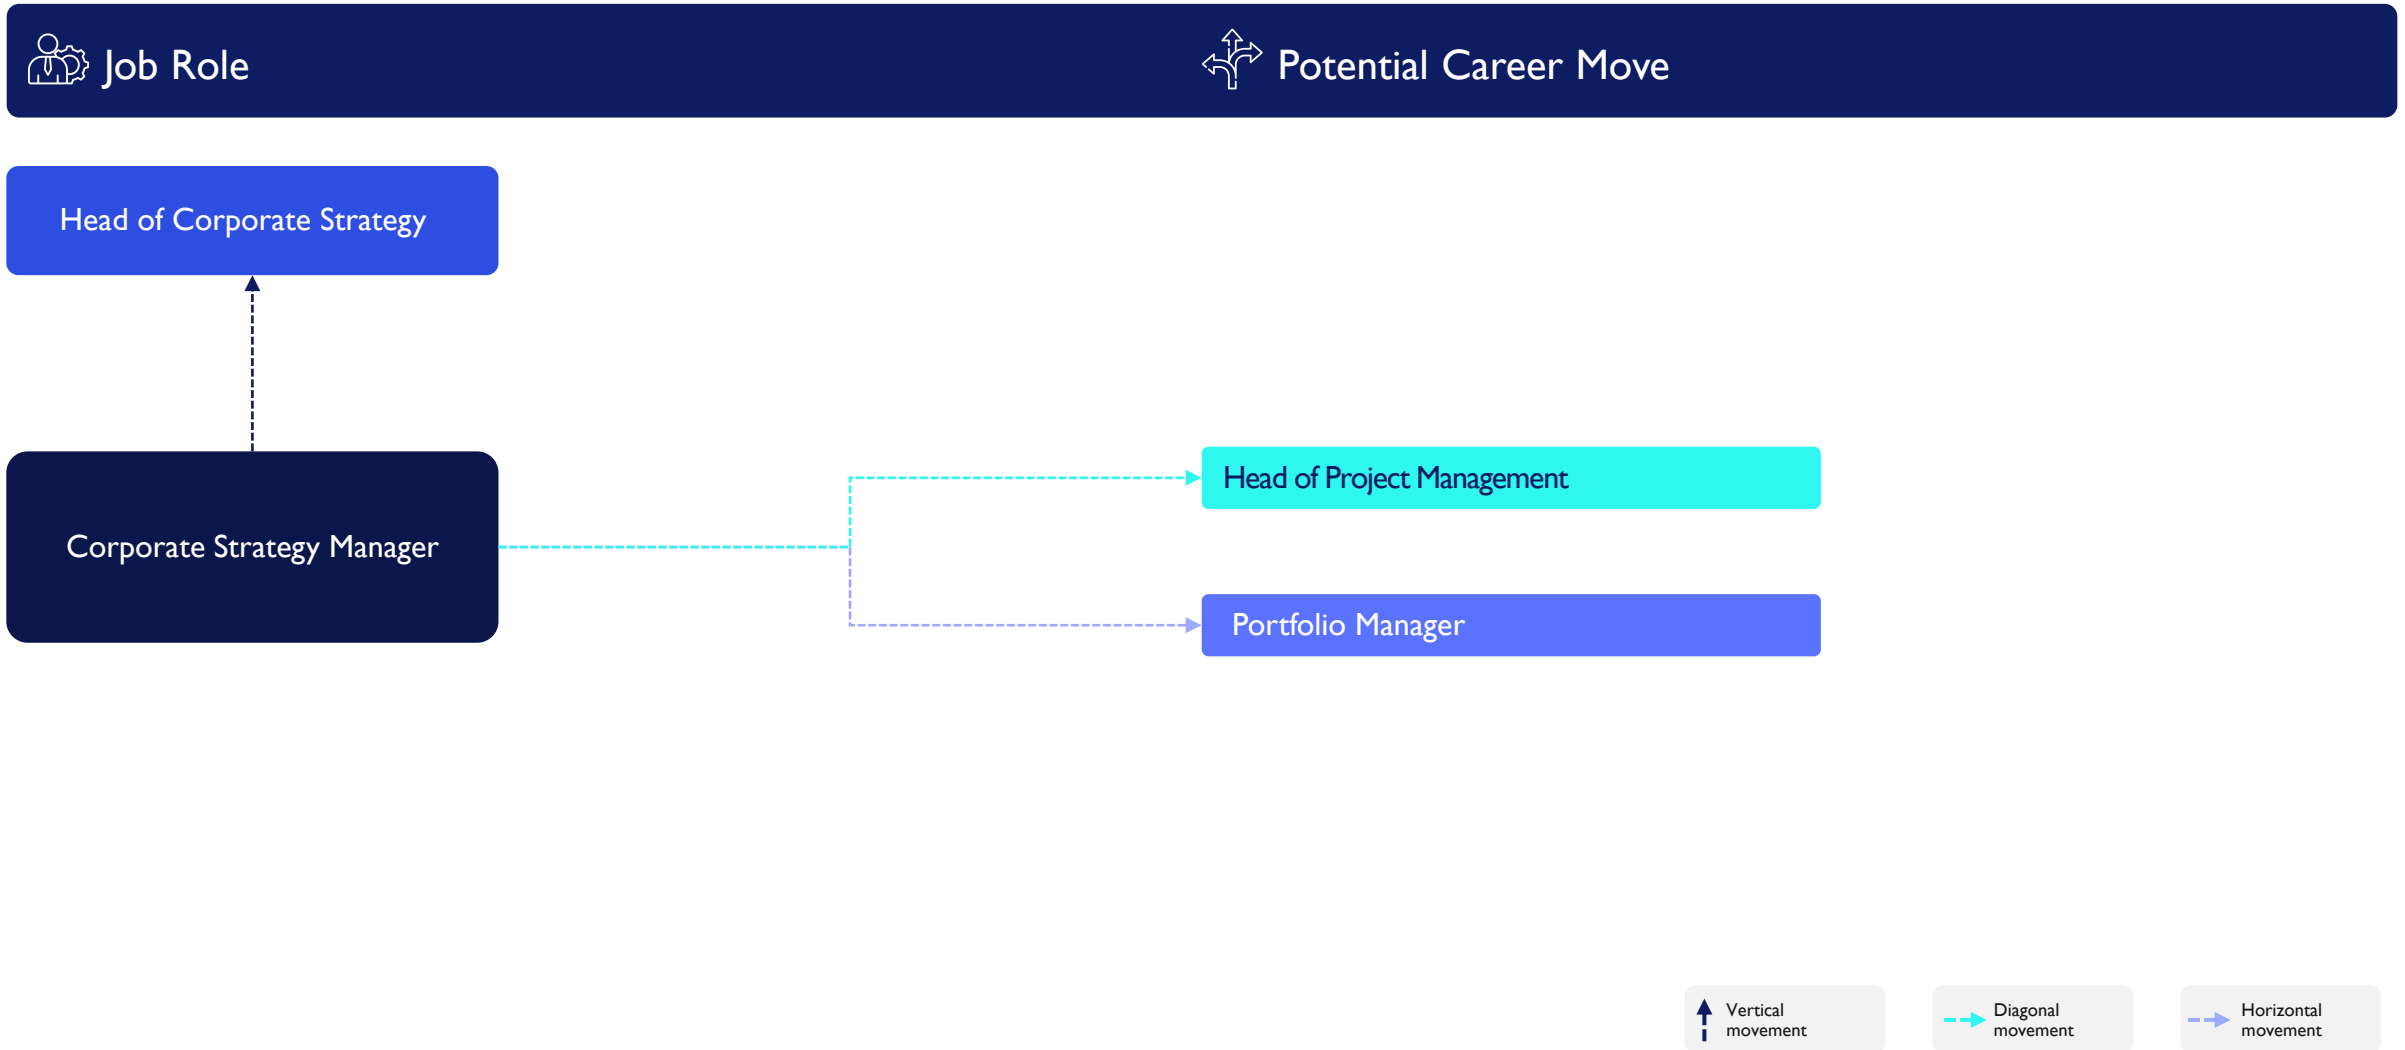 Job Role
Potential Career Move
Head of Corporate Strategy
Corporate Strategy Manager
Head of Project Management
Portfolio Manager
Vertical
movement
Diagonal
movement
Horizontal
movement